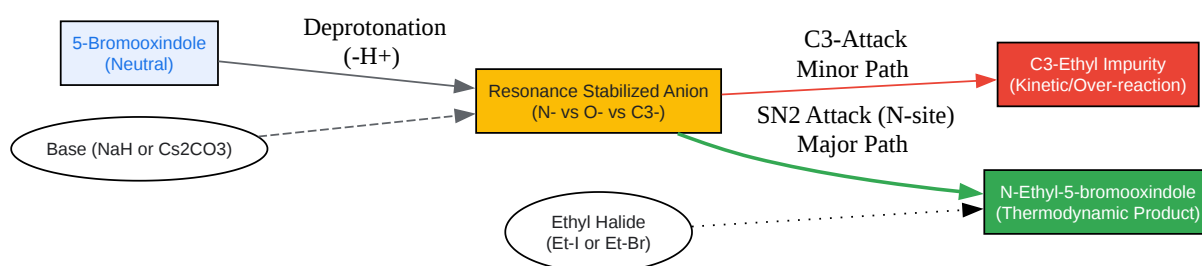 5-Bromooxindole
(Neutral)
Deprotonation
(-H+)
Base (NaH or Cs2CO3)
Resonance Stabilized Anion
(N- vs O- vs C3-)
C3-Attack
Minor Path
SN2 Attack (N-site)
Major Path
Ethyl Halide
(Et-I or Et-Br)
C3-Ethyl Impurity
(Kinetic/Over-reaction)
N-Ethyl-5-bromooxindole
(Thermodynamic Product)